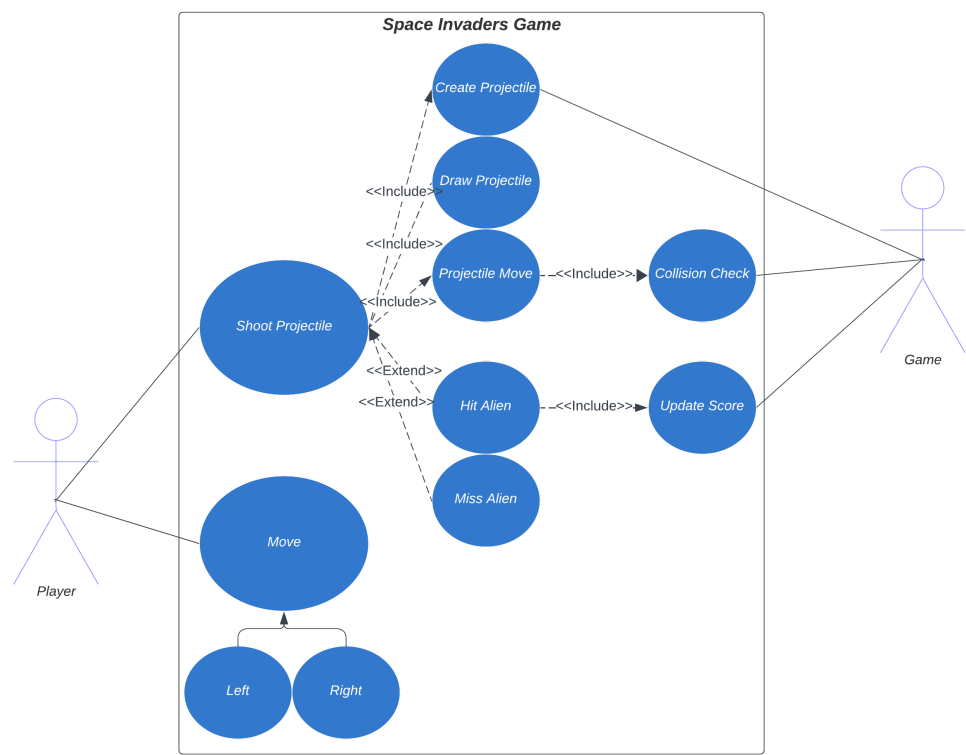 Space Invaders Game
Create Projectile
Draw Projectile
<<Include>>
<<Include>>
Projectile Move
<<Include>>
Collision Check
<<Include>>
Shoot Projectile
Game
<<Extend>>
<<Extend>>
Hit Alien
<<Include>>
Update Score
Miss Alien
Move
Player
Left
Right